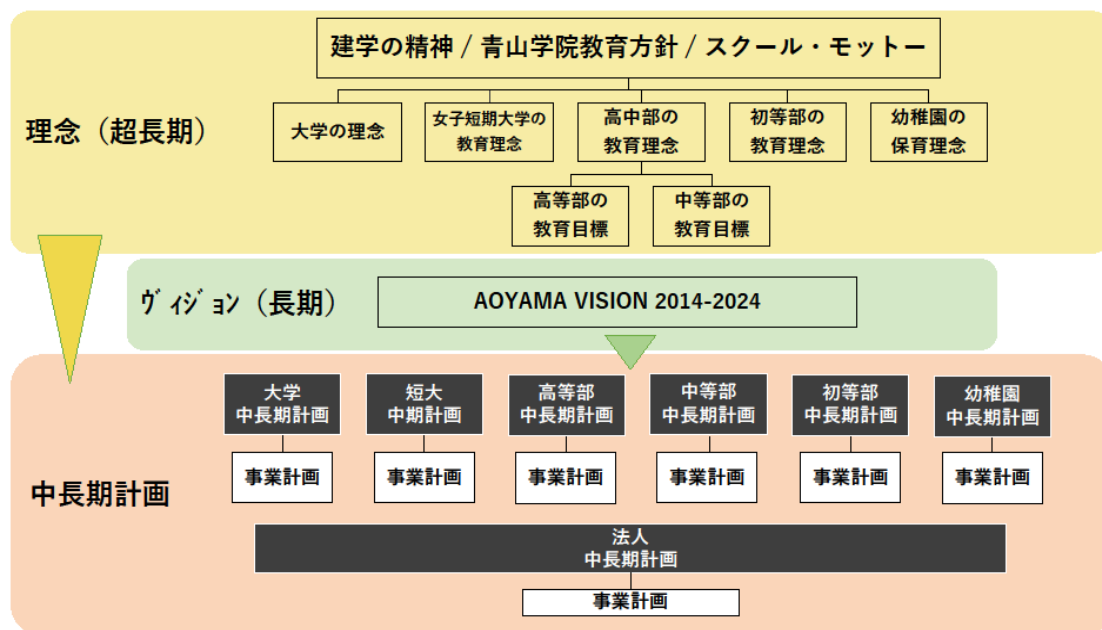 建学の精神 / 青山学院教育方針 / スクール・モットー
理念（超長期）
大学の理念
女子短期大学の
教育理念
高中部の
教育理念
初等部の
教育理念
幼稚園の
保育理念
高等部の
教育目標
中等部の
教育目標
ｳﾞｨｼﾞｮﾝ（長期）
AOYAMA VISION 2014-2024
中長期計画
大学
中長期計画
短大
中期計画
高等部
中長期計画
中等部
中長期計画
初等部
中長期計画
幼稚園
中長期計画
事業計画
事業計画
事業計画
事業計画
事業計画
事業計画
法人
中長期計画
事業計画